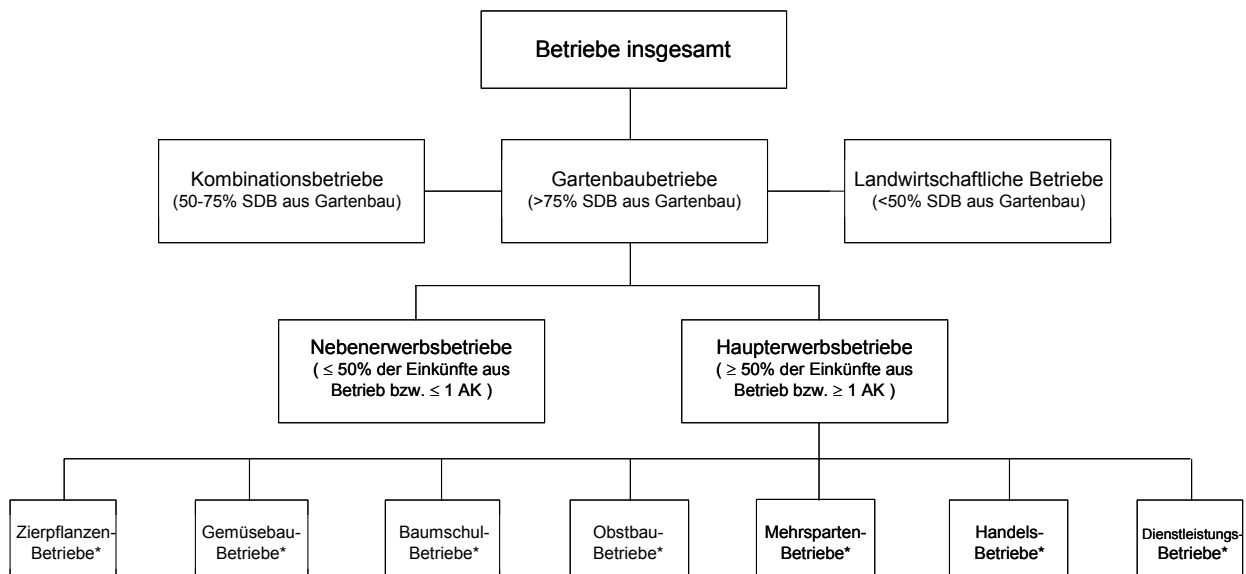 Betriebe insgesamt
Kombinationsbetriebe
(50-75% SDB aus Gartenbau)
Gartenbaubetriebe
(>75% SDB aus Gartenbau)
Landwirtschaftliche Betriebe
(<50% SDB aus Gartenbau)
Nebenerwerbsbetriebe
( ≤ 50% der Einkünfte aus
Betrieb bzw. ≤ 1 AK )
Haupterwerbsbetriebe
( ≥ 50% der Einkünfte aus
Betrieb bzw. ≥ 1 AK )
Zierpflanzen-
Betriebe*
Gemüsebau-
Betriebe*
Baumschul-
Betriebe*
Obstbau-
Betriebe*
Mehrsparten-
Betriebe*
Handels-
Betriebe*
Dienstleistungs-
Betriebe*